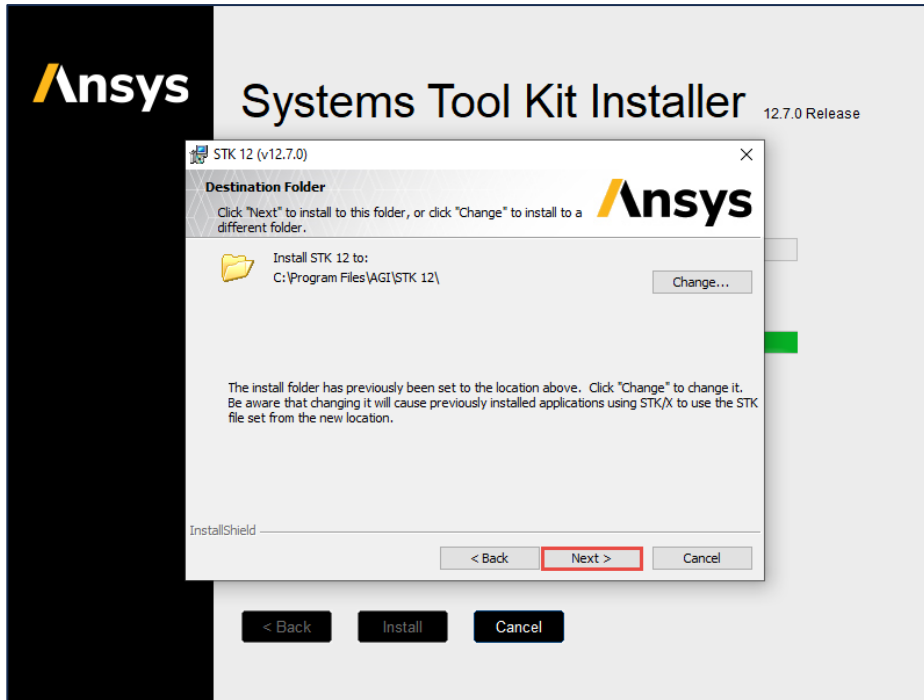 Ansys
Systems Tool Kit Installer 12.7.0 Release
STK 12 (v12.7.0)
Destination Folder
Click "Next" to install to this folder, or click "Change" to install to a
different folder.
Ansys
Install STK 12 to:
C:\Program Files\AGI\STK 12\
Change...
The install folder has previously been set to the location above.  Click "Change" to change it.
Be aware that changing it will cause previously installed applications using STK/X to use the STK
file set from the new location.
InstallShield
< Back
Next >
Cancel
< Back
Install
Cancel